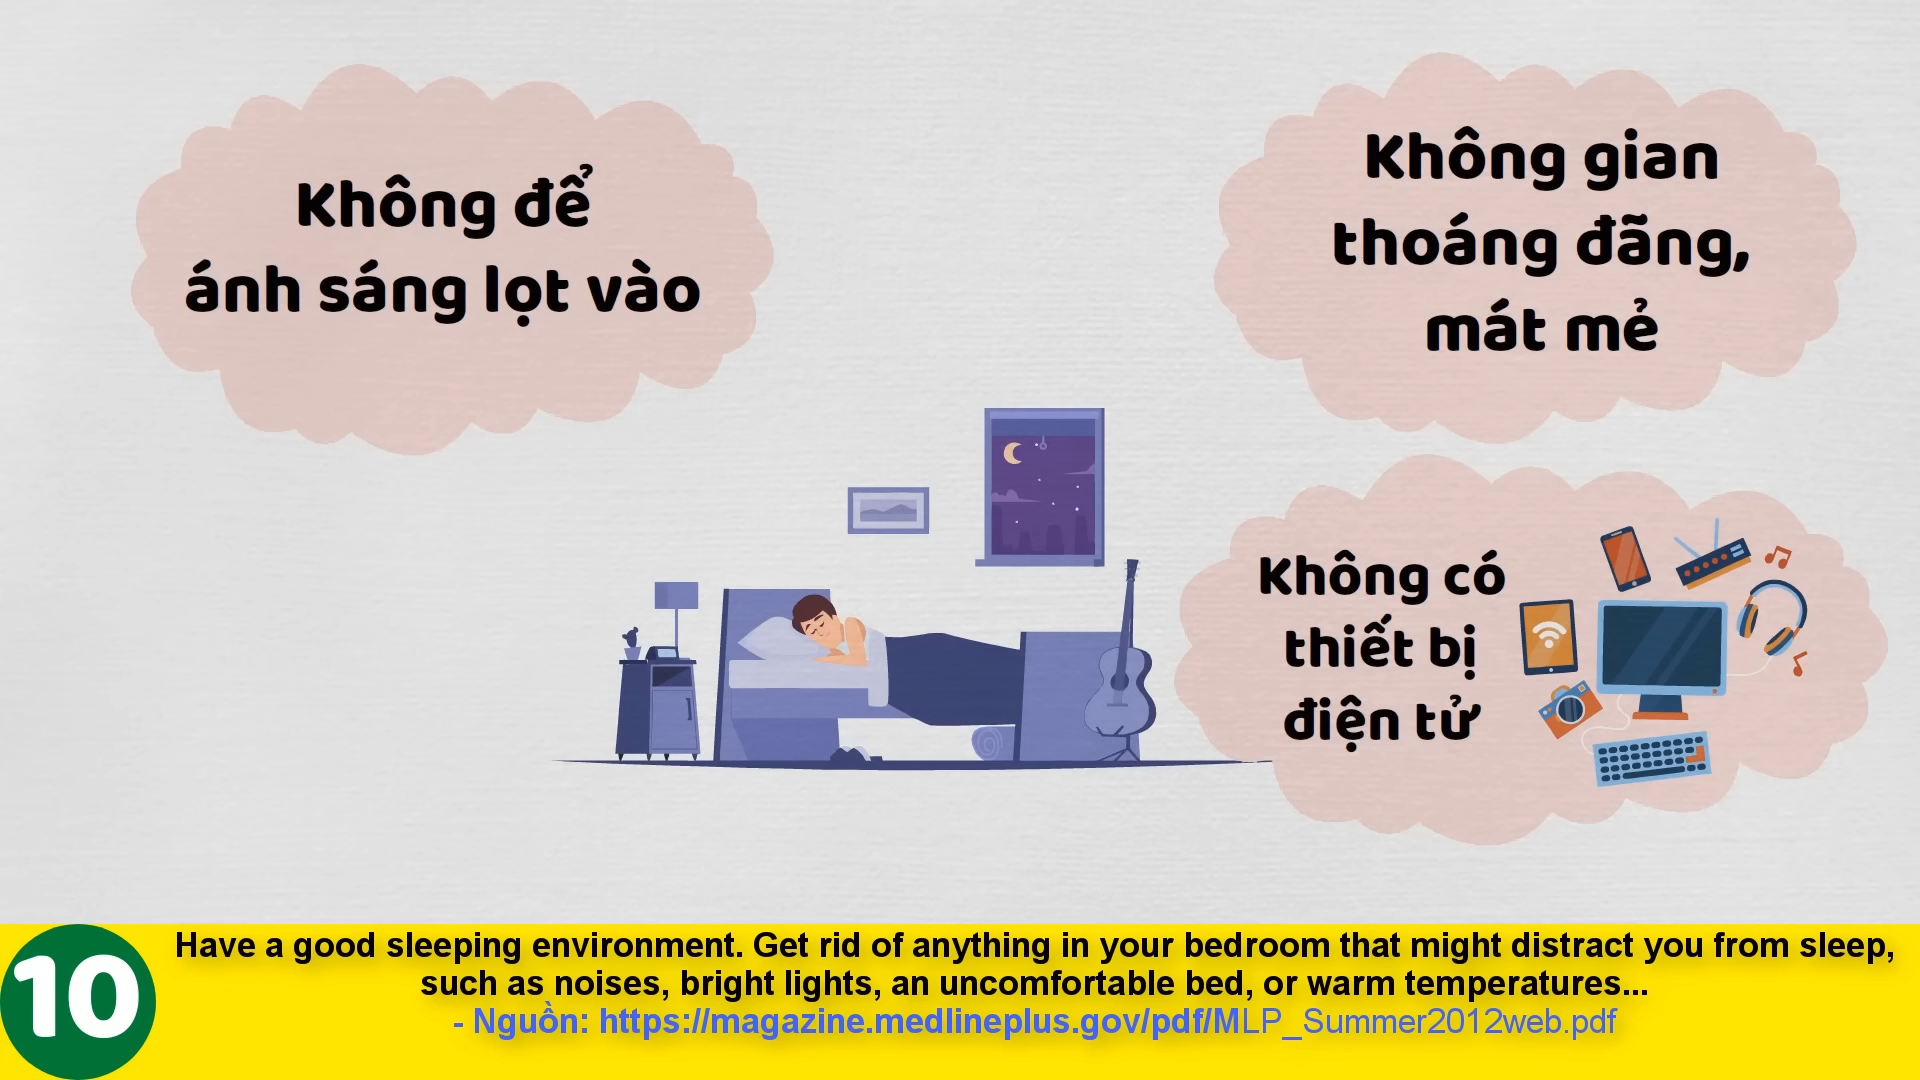 Không để
ánh sáng lọt vào
Không gian
thoáng đãng,
mát mẻ
Không có
thiết bị
điện tử
10
Have a good sleeping environment. Get rid of anything in your bedroom that might distract you from sleep,
such as noises, bright lights, an uncomfortable bed, or warm temperatures...
- Nguồn: https://magazine.medlineplus.gov/pdf/MLP_Summer2012web.pdf